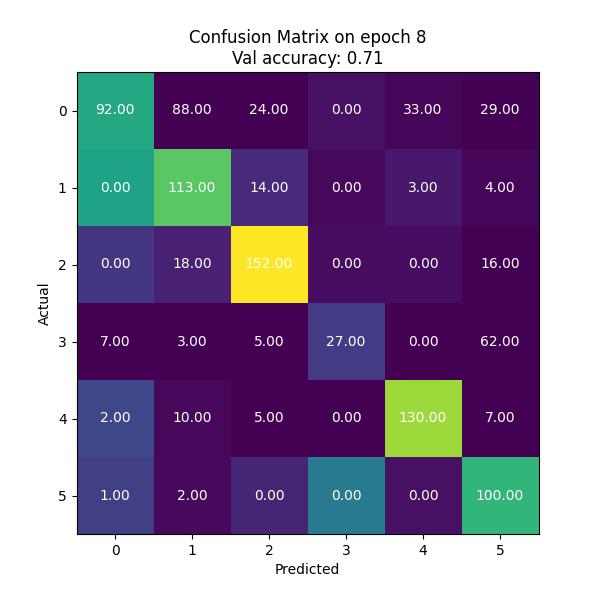 Confusion Matrix on epoch 8
Val accuracy: 0.71
0 92.00 88.00 24.00 0.00 33.00 29.00
1 0.00 113.00 14.00 0.00 3.00 4.00
2 0.00 18.00 152.00 0.00 0.00 16.00
Actual
3 7.00 3.00 5.00 27.00 0.00 62.00
4 2.00 10.00 5.00 0.00 130.00 7.00
5 1.00 2.00 0.00 0.00 0.00 100.00
0 1 2 3 4 5
Predicted